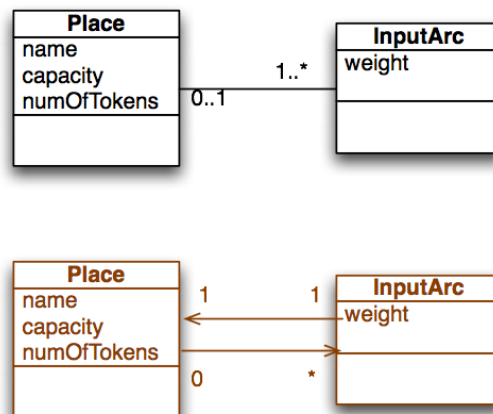 Place
name
capacity
numOfTokens
0..1
1..*
InputArc
weight
Place
name
capacity
numOfTokens
1
1
0
*
InputArc
weight